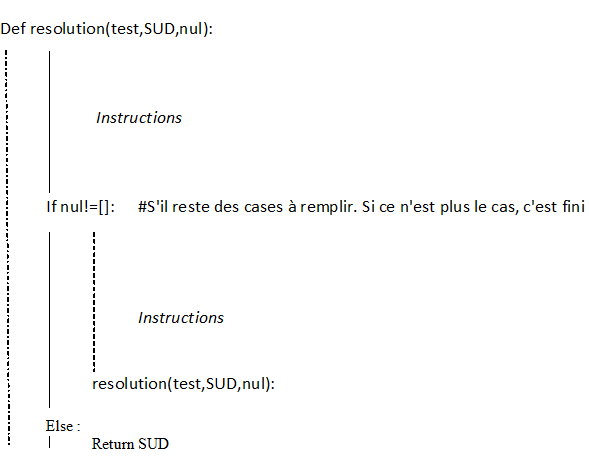 Def resolution(test,SUD,nul):
Instructions
If nul!=[]: #S'il reste des cases à remplir. Si ce n'est plus le cas, c'est fini
Instructions
resolution(test,SUD,nul):
Else :
Return SUD